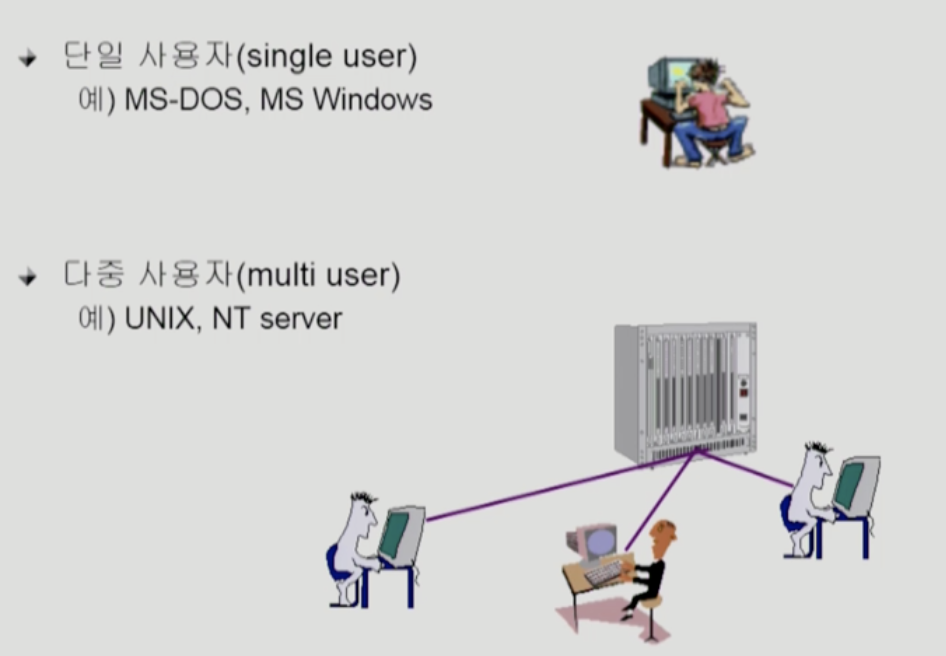 단일 사용자(single user)
예) MS-DOS, MS Windows
다중 사용자(multi user)
예) UNIX, NT server